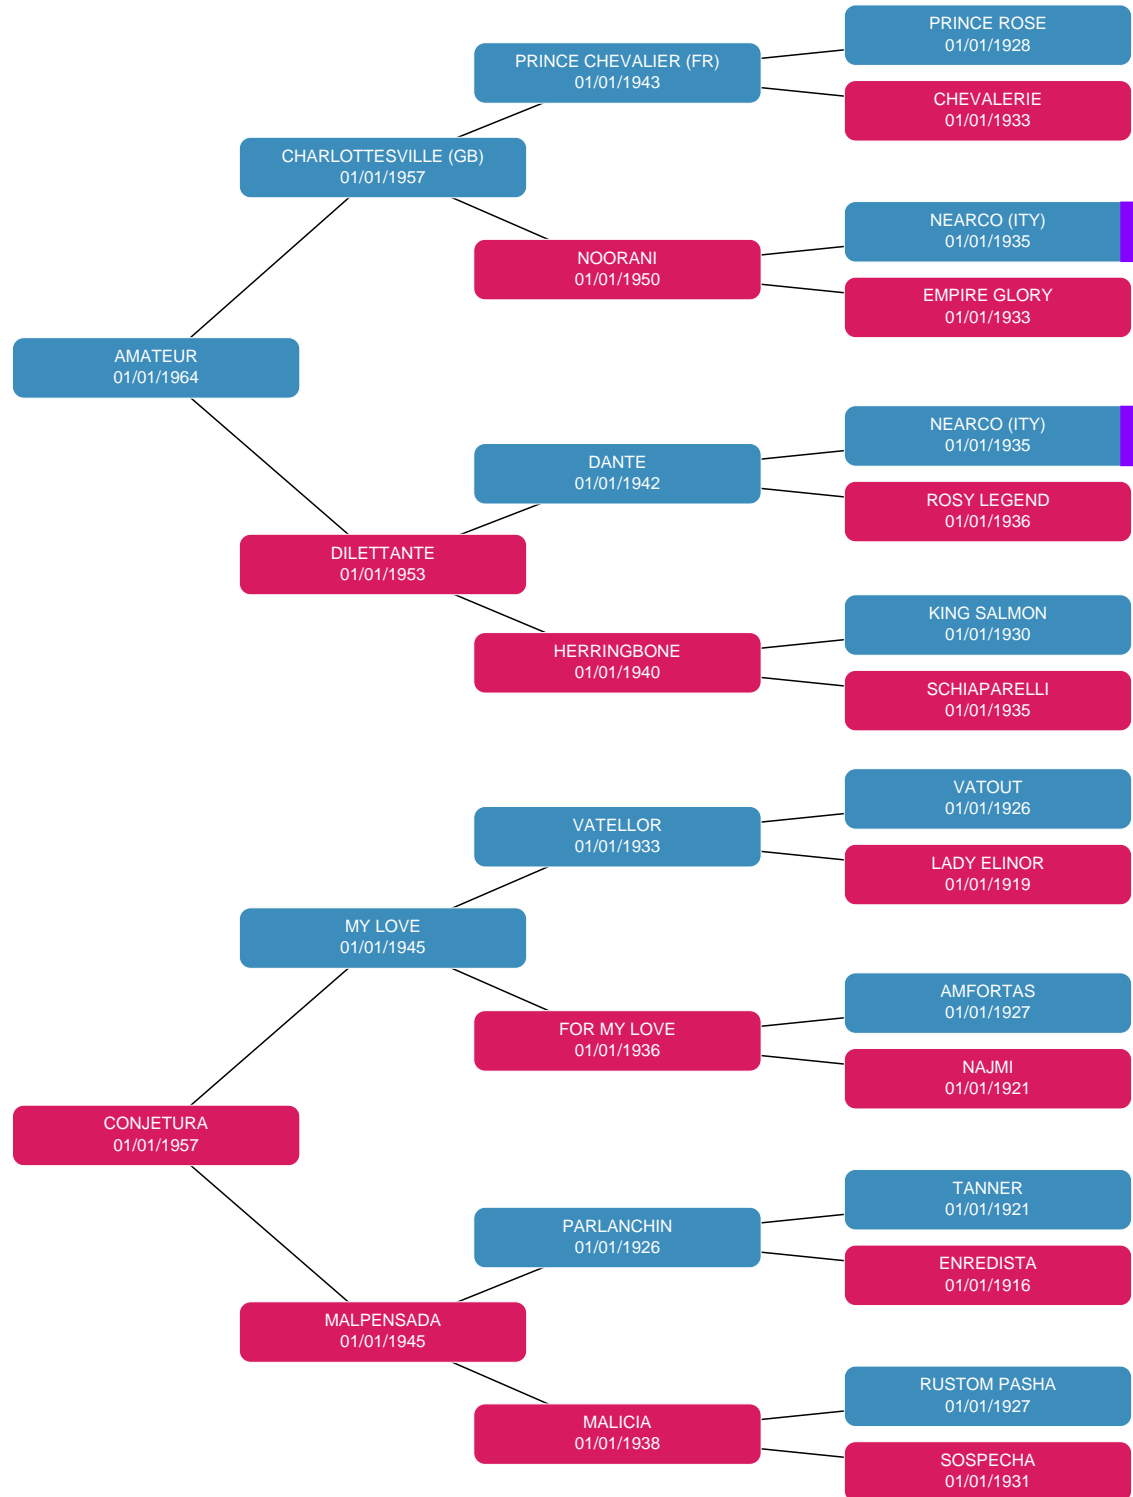 PRINCE ROSE
01/01/1928
PRINCE CHEVALIER (FR)
01/01/1943
CHEVALERIE
01/01/1933
CHARLOTTESVILLE (GB)
01/01/1957
NEARCO (ITY)
01/01/1935
NOORANI
01/01/1950
EMPIRE GLORY
01/01/1933
AMATEUR
01/01/1964
NEARCO (ITY)
01/01/1935
DANTE
01/01/1942
ROSY LEGEND
01/01/1936
DILETTANTE
01/01/1953
KING SALMON
01/01/1930
HERRINGBONE
01/01/1940
SCHIAPARELLI
01/01/1935
VATOUT
01/01/1926
VATELLOR
01/01/1933
LADY ELINOR
01/01/1919
MY LOVE
01/01/1945
AMFORTAS
01/01/1927
FOR MY LOVE
01/01/1936
NAJMI
01/01/1921
CONJETURA
01/01/1957
TANNER
01/01/1921
PARLANCHIN
01/01/1926
ENREDISTA
01/01/1916
MALPENSADA
01/01/1945
RUSTOM PASHA
01/01/1927
MALICIA
01/01/1938
SOSPECHA
01/01/1931